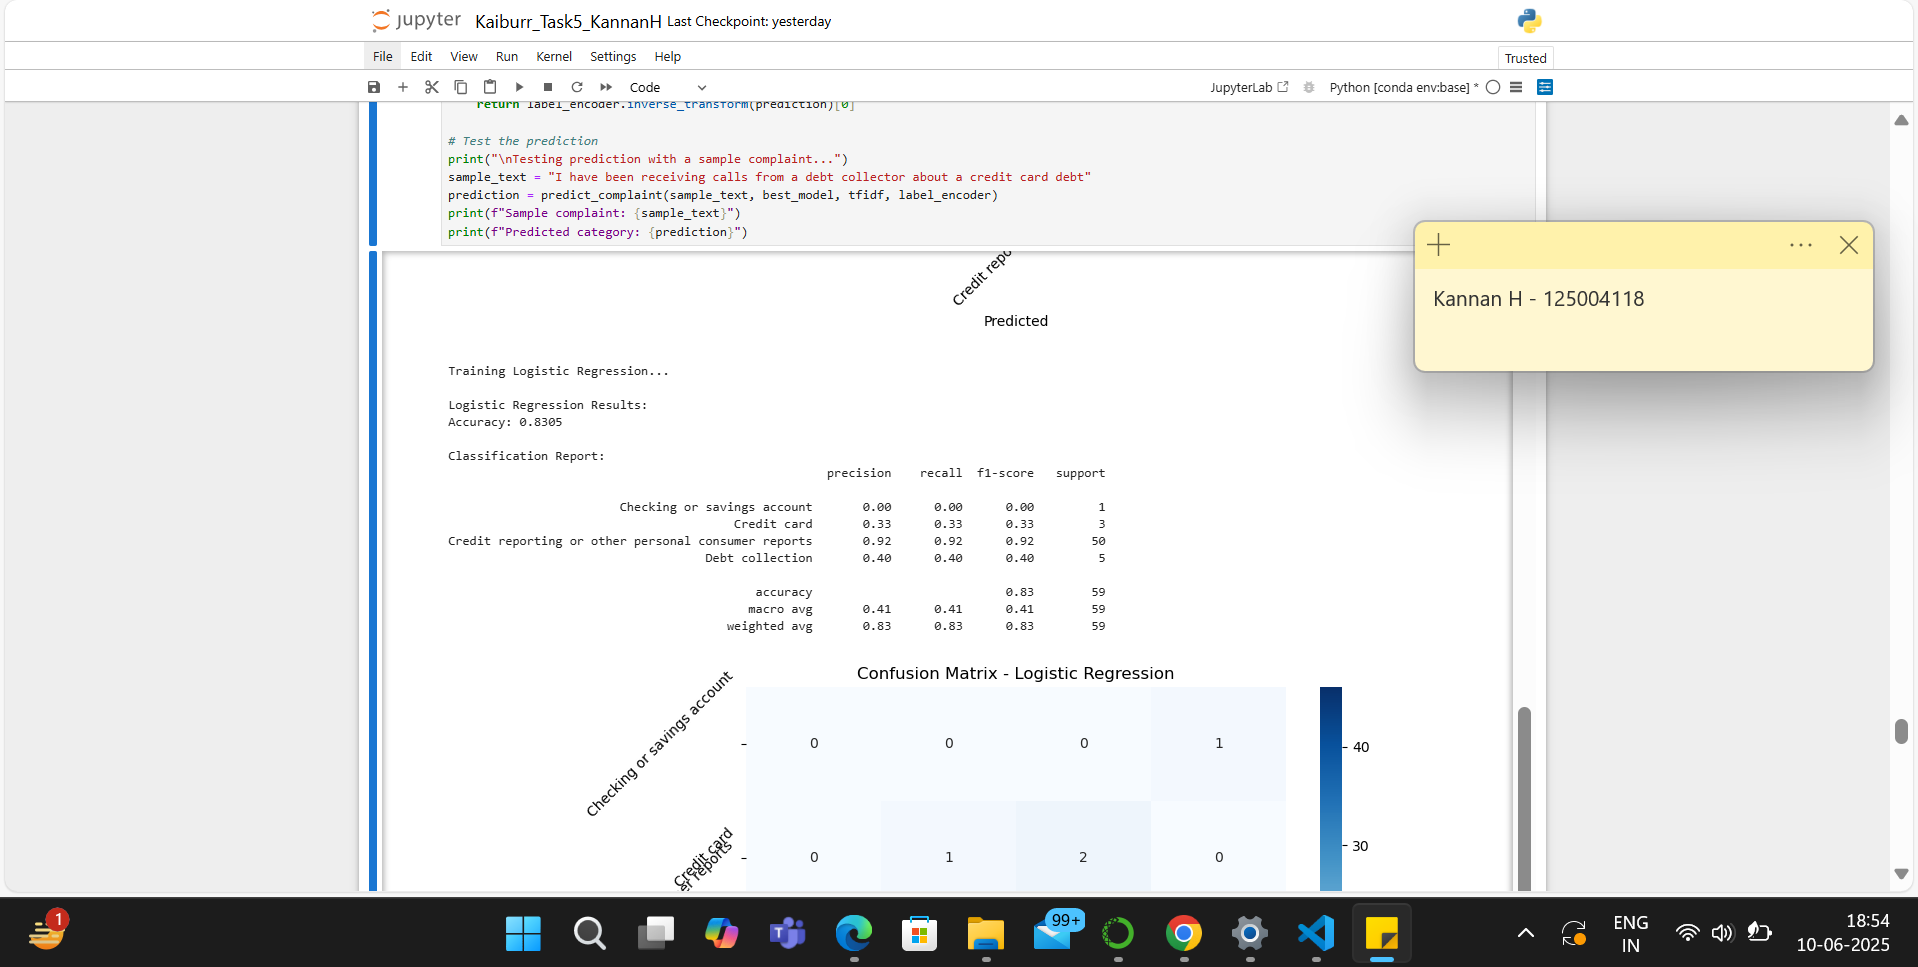 jupyter Kaiburr_Task5_KannanH Last Checkpoint: yesterday
File Edit View Run Kernel Settings Help
Trusted
Code
JupyterLab Python [conda env:base] *
return label_encoder.inverse_transform(prediction)[0]
# Test the prediction
print("\nTesting prediction with a sample complaint...")
sample_text = "I have been receiving calls from a debt collector about a credit card debt"
prediction = predict_complaint(sample_text, best_model, tfidf, label_encoder)
print(f"Sample complaint: {sample_text}")
print(f"Predicted category: {prediction}")
Kannan H - 125004118
Credit repo
Predicted
Training Logistic Regression...
Logistic Regression Results:
Accuracy: 0.8305
Classification Report:
precision recall f1-score support
Checking or savings account 0.00 0.00 0.00 1
Credit card 0.33 0.33 0.33 3
Credit reporting or other personal consumer reports 0.92 0.92 0.92 50
Debt collection 0.40 0.40 0.40 5
accuracy 0.83 59
macro avg 0.41 0.41 0.41 59
weighted avg 0.83 0.83 0.83 59
Confusion Matrix - Logistic Regression
Checking or savings account
0 0 0 1
40
Credit card
0 1 2 0
30
er reports
1
99+
ENG
IN
18:54
10-06-2025